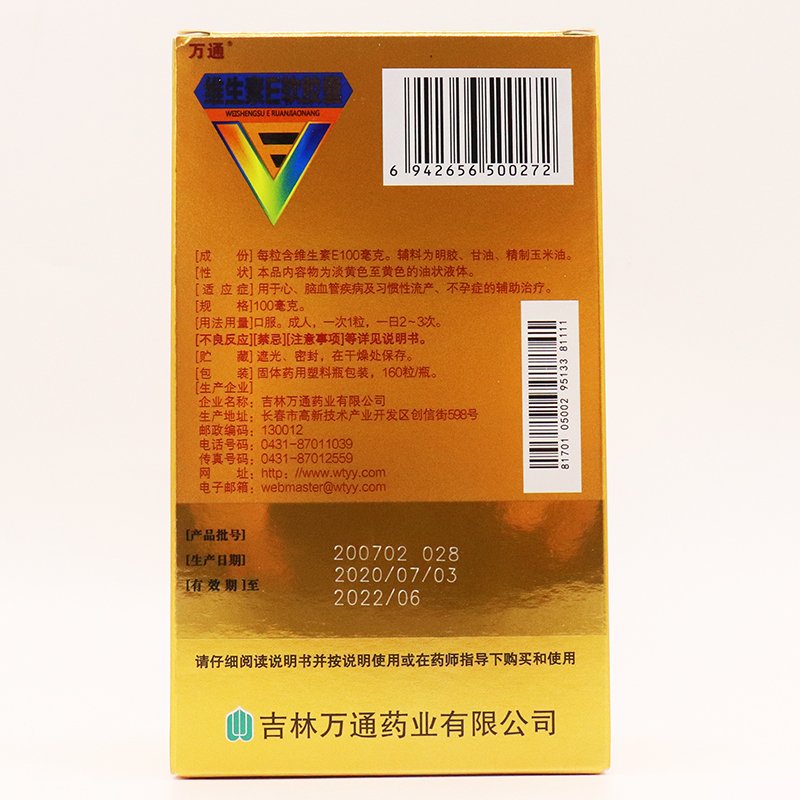 万通®
维生素E软胶囊
WEISHENGSU E RUANJIAONANG
6 942656 500272
[成 份] 每粒含维生素E100毫克。辅料为明胶、甘油、精制玉米油。
[性 状] 本品内容物为淡黄色至黄色的油状液体。
[适 应 症] 用于心、脑血管疾病及习惯性流产、不孕症的辅助治疗。
[规 格]100毫克。
[用法用量]口服。成人，一次1粒，一日2~3次。
[不良反应][禁忌][注意事项]等详见说明书。
[贮 藏] 遮光、密封，在干燥处保存。
[包 装] 固体药用塑料瓶包装，160粒/瓶。
[生产企业]
企业名称：吉林万通药业有限公司
生产地址：长春市高新技术产业开发区创信街598号
邮政编码：130012
电话号码：0431-87011039
传真号码：0431-87012559
网 址：http：//www.wtyy.com
电子邮箱：webmaster@wtyy.com
81701 05002 95133 81111
[产品批号] 200702 028
[生产日期] 2020/07/03
[有 效 期]至 2022/06
请仔细阅读说明书并按说明使用或在药师指导下购买和使用
吉林万通药业有限公司